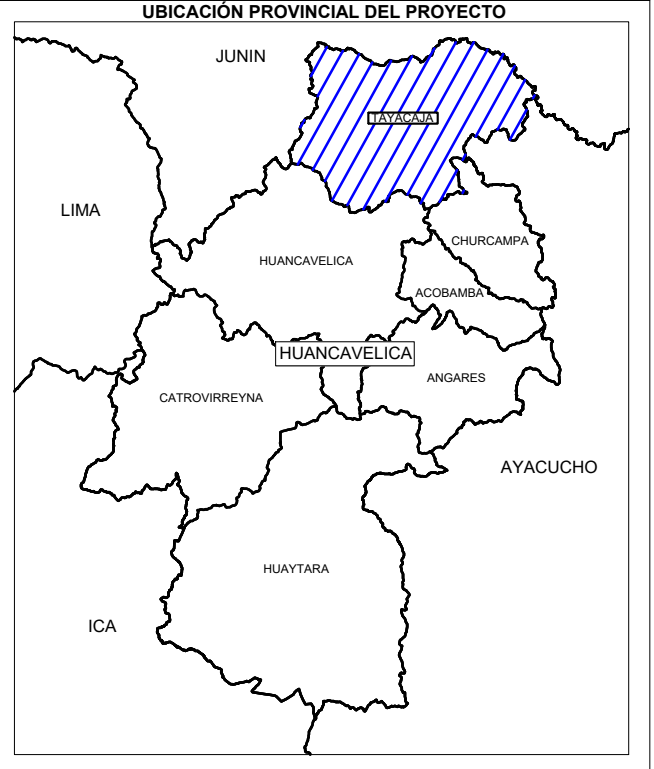 UBICACIÓN PROVINCIAL DEL PROYECTO
JUNIN
TAYACAJA
LIMA
CHURCAMPA
HUANCAVELICA
ACOBAMBA
HUANCAVELICA
ANGARES
CATROVIRREYNA
AYACUCHO
HUAYTARA
ICA